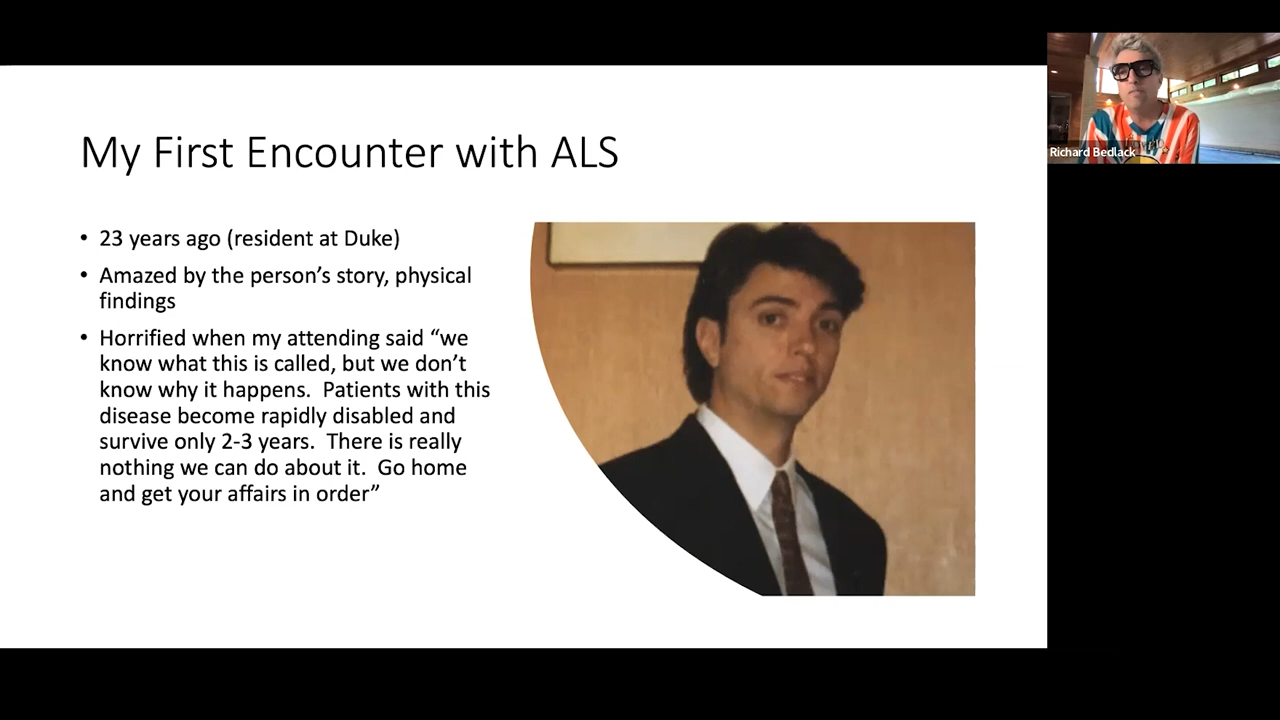 My First Encounter with ALS
• 23 years ago (resident at Duke)
• Amazed by the person’s story, physical
findings
• Horrified when my attending said “we
know what this is called, but we don’t
know why it happens.  Patients with this
disease become rapidly disabled and
survive only 2-3 years.  There is really
nothing we can do about it.  Go home
and get your affairs in order”
Richard Bedlack